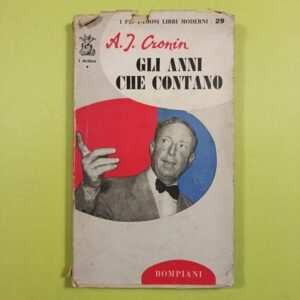 I PIÙ FAMOSI LIBRI MODERNI - 29
A. J. Cronin
GLI ANNI
CHE CONTANO
BOMPIANI